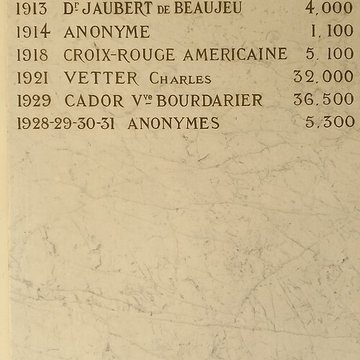 1913 Dr JAUBERT DE BEAUJEU 4,000
1914 ANONYME 1,100
1918 CROIX-ROUGE AMERICAINE 5.100
1921 VETTER CHARLES 32,000
1929 CADOR Vve BOURDARIER 36.500
1928-29-30-31 ANONYMES 5,300